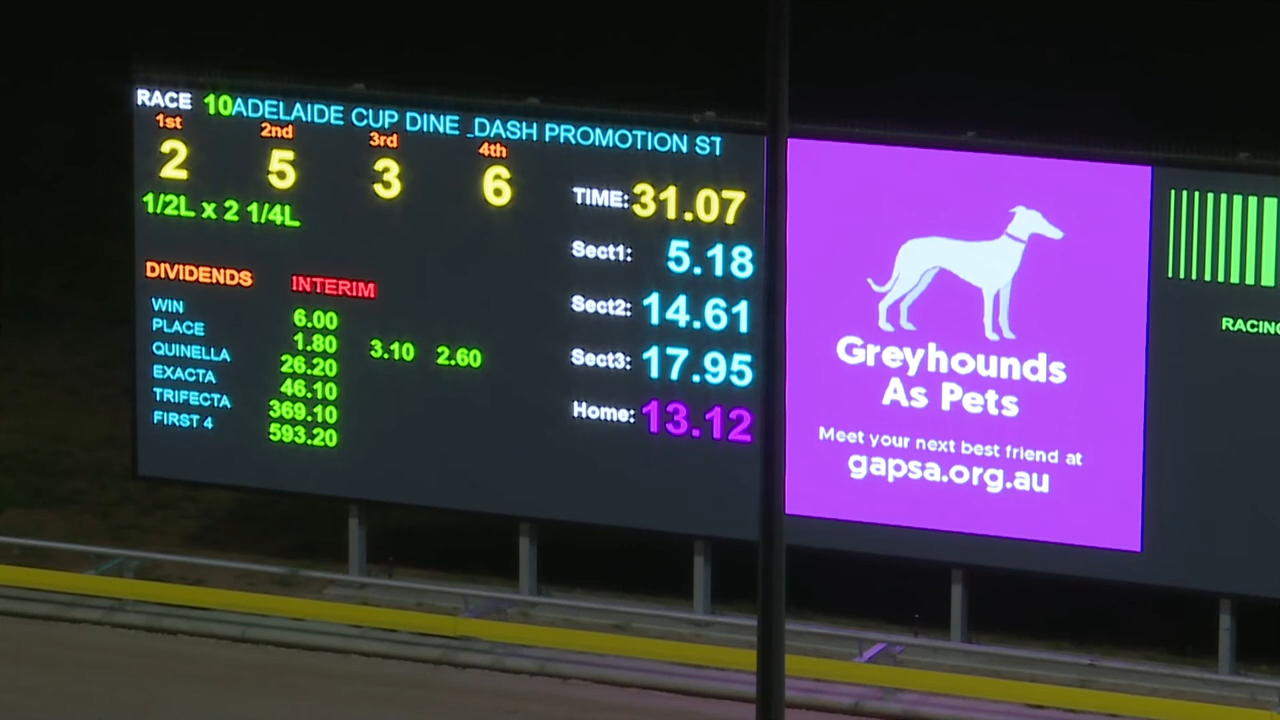 RACE 10 ADELAIDE CUP DINE _DASH PROMOTION ST
1st 2nd 3rd 4th
2 5 3 6
1/2L x 2 1/4L
TIME: 31.07
Sect1: 5.18
Sect2: 14.61
Sect3: 17.95
Home: 13.12
DIVIDENDS INTERIM
WIN 6.00
PLACE 1.80 3.10 2.60
QUINELLA 26.20
EXACTA 46.10
TRIFECTA 369.10
FIRST 4 593.20
Greyhounds
As Pets
Meet your next best friend at
gapsa.org.au